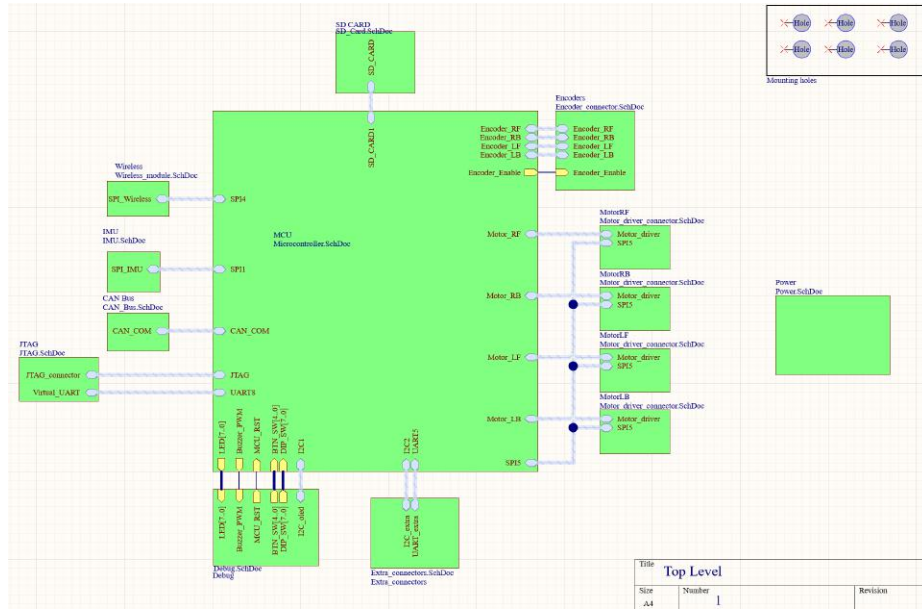 SD CARD
SD_Card.SchDoc
SD_CARD
SD_CARD1
Hole Hole Hole
Hole Hole Hole
Mounting holes
Encoders
Encoder_connector.SchDoc
Encoder_RF Encoder_RF
Encoder_RB Encoder_RB
Encoder_LF Encoder_LF
Encoder_LB Encoder_LB
Encoder_Enable Encoder_Enable
Wireless
Wireless_module.SchDoc
SPI_Wireless SPI4
IMU
IMU.SchDoc
SPI_IMU SPI1
MCU
Microcontroller.SchDoc
CAN Bus
CAN_Bus.SchDoc
CAN_COM CAN_COM
JTAG
JTAG.SchDoc
JTAG_connector JTAG
Virtual_UART UART8
MotorRF
Motor_driver_connector.SchDoc
Motor_RF Motor_driver
SPI5
MotorRB
Motor_driver_connector.SchDoc
Motor_RB Motor_driver
SPI5
MotorLF
Motor_driver_connector.SchDoc
Motor_LF Motor_driver
SPI5
MotorLB
Motor_driver_connector.SchDoc
Motor_LB Motor_driver
SPI5
SPI5
Power
Power.SchDoc
LED[7..0]
Buzzer_PWM
MCU_RST
BTN_SW[4..0]
DIP_SW[7..0]
I2C1
I2C2
UART5
LED[7..0]
Buzzer_PWM
MCU_RST
BTN_SW[4..0]
DIP_SW[7..0]
I2C_oled
I2C_extra
UART_extra
Debug.SchDoc
Debug
Extra_connectors.SchDoc
Extra_connectors
Title Top Level
Size Number Revision
A4 1